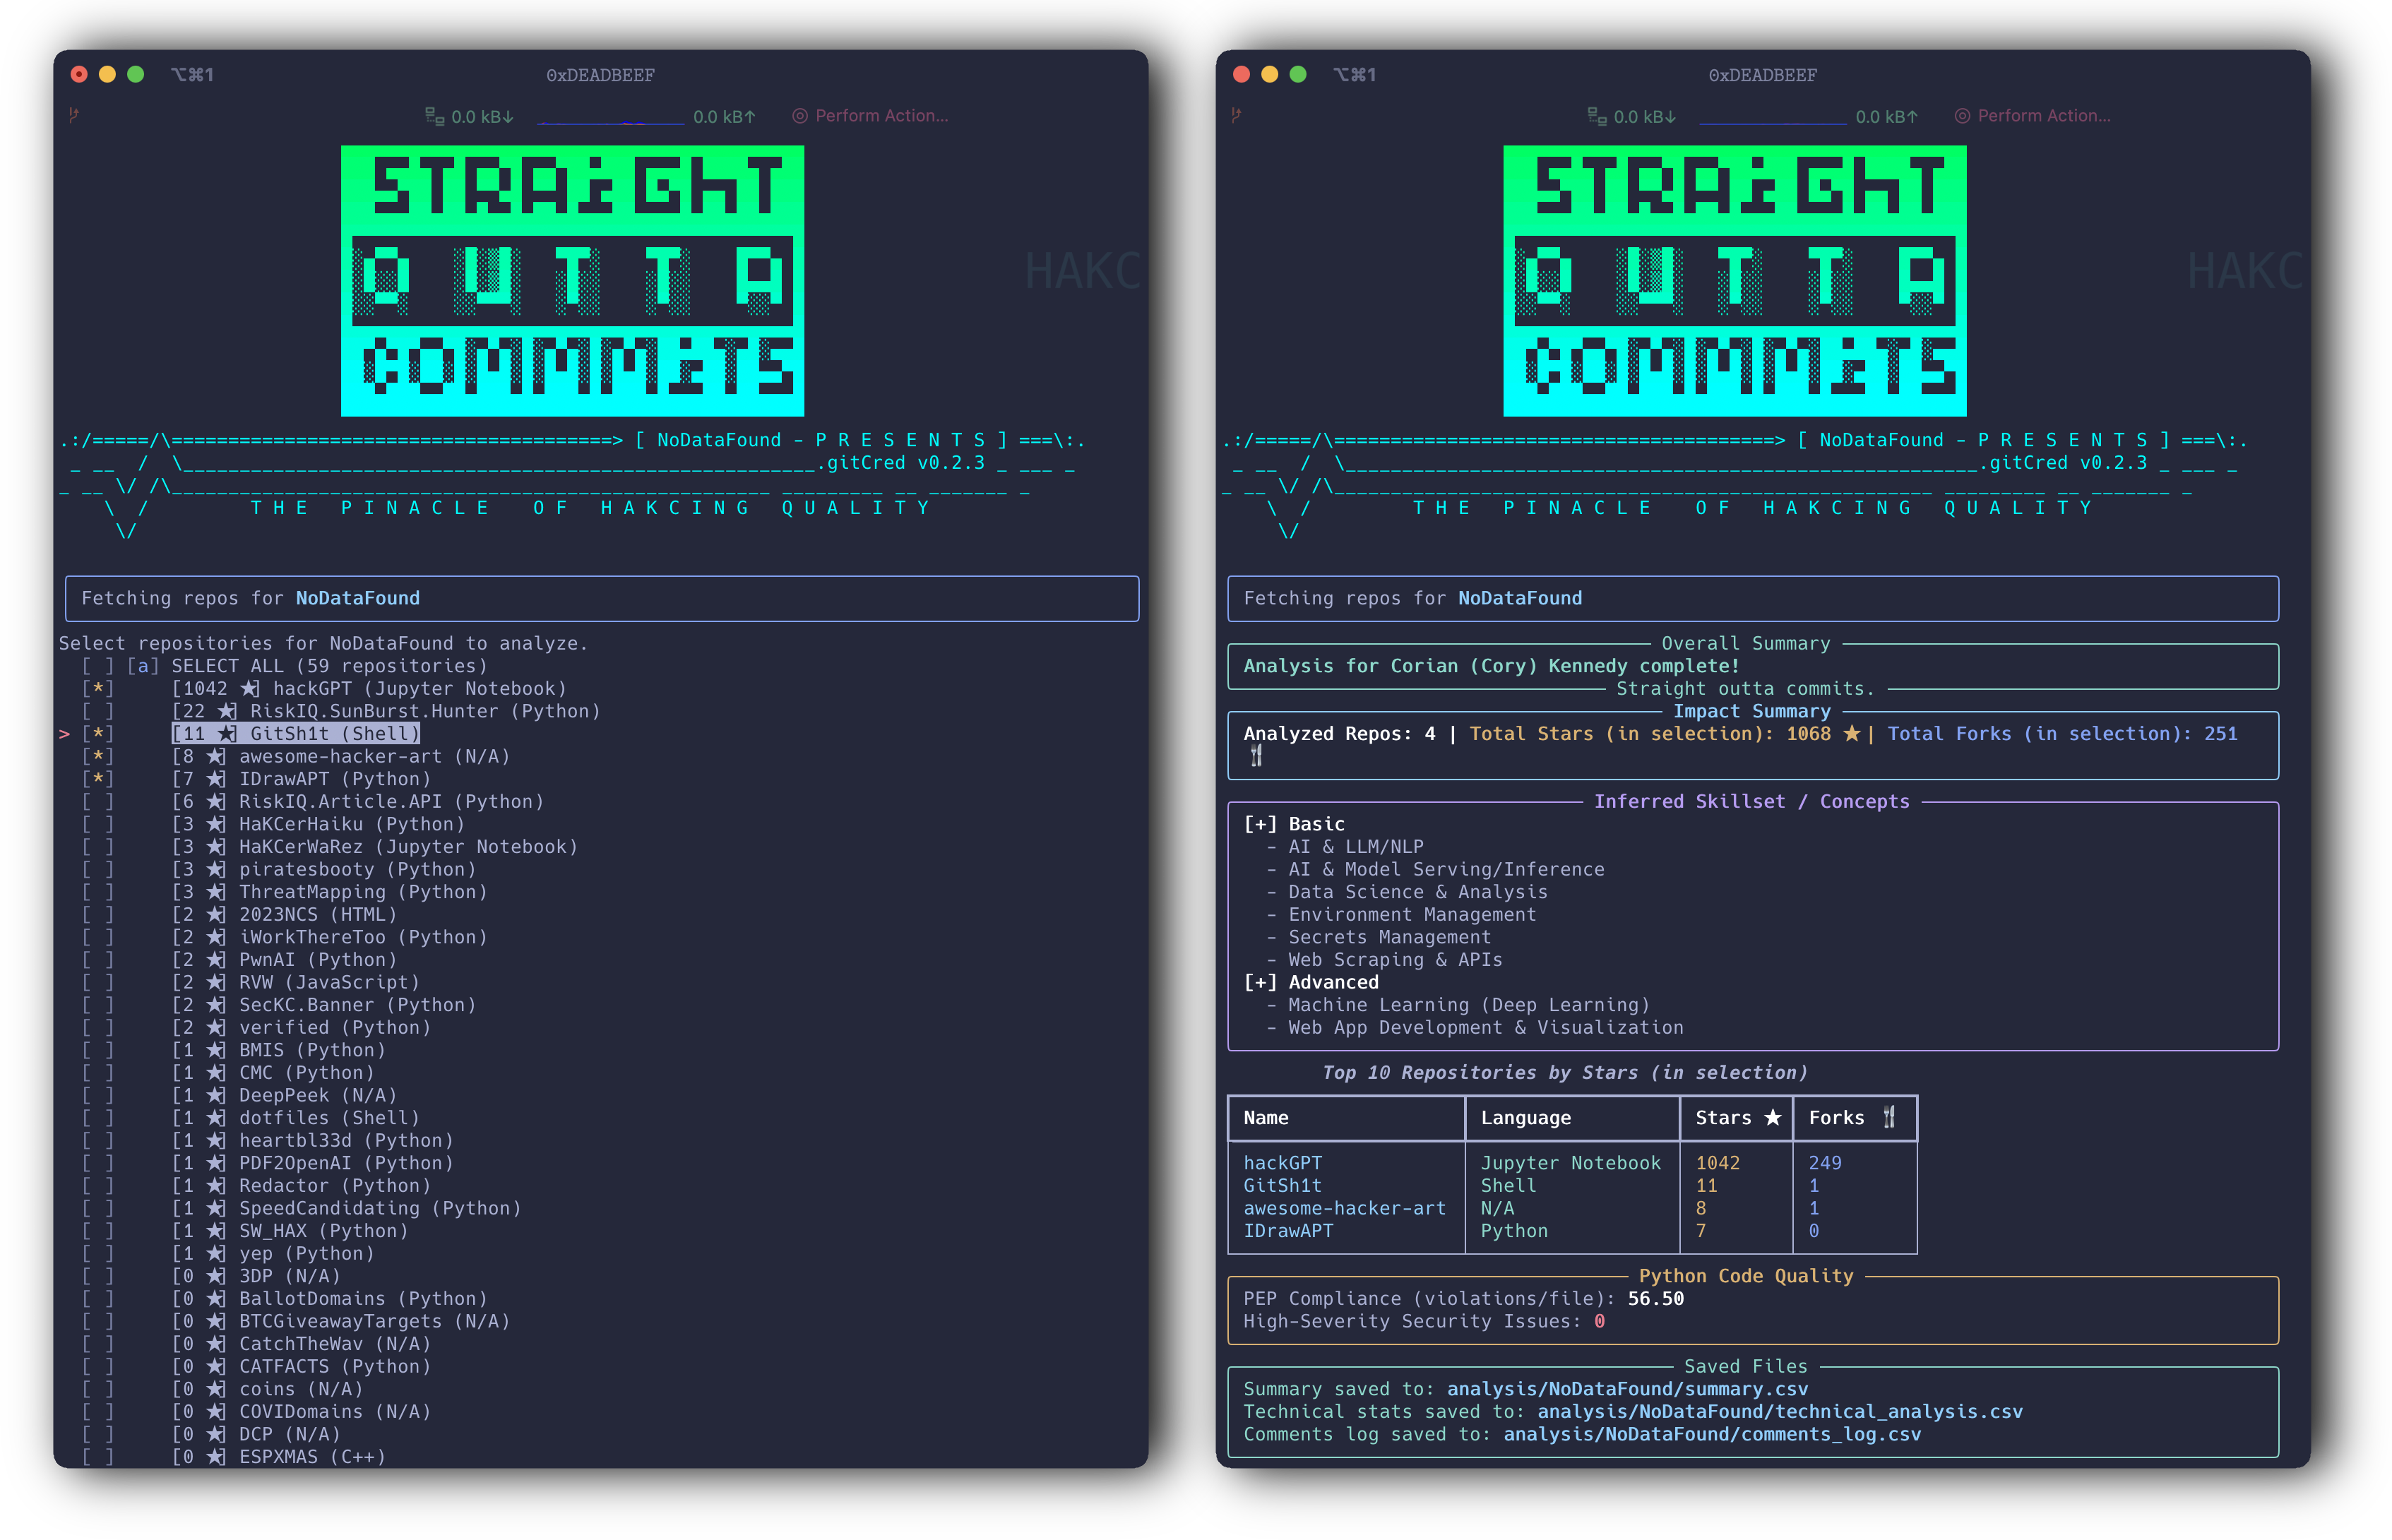 ⌥⌘1 0xDEADBEEF
0.0 kB↓ 0.0 kB↑ Perform Action...
STRAiGhT
OUTTA
COMMiTS
HAKC
.:/=====/\=======================================> [ NoDataFound - P R E S E N T S ] ===\:.
_ __ / \________________________________________________________.gitCred v0.2.3 _ ___ _
_ __ \/ /\_____________________________________________________ _________ __ _______ _
\ / T H E P I N A C L E O F H A K C I N G Q U A L I T Y
\/
Fetching repos for NoDataFound
Select repositories for NoDataFound to analyze.
[ ] [a] SELECT ALL (59 repositories)
[*] [1042 ★] hackGPT (Jupyter Notebook)
[ ] [22 ★] RiskIQ.SunBurst.Hunter (Python)
> [*] [11 ★] GitSh1t (Shell)
[*] [8 ★] awesome-hacker-art (N/A)
[*] [7 ★] IDrawAPT (Python)
[ ] [6 ★] RiskIQ.Article.API (Python)
[ ] [3 ★] HaKCerHaiku (Python)
[ ] [3 ★] HaKCerWaRez (Jupyter Notebook)
[ ] [3 ★] piratesbooty (Python)
[ ] [3 ★] ThreatMapping (Python)
[ ] [2 ★] 2023NCS (HTML)
[ ] [2 ★] iWorkThereToo (Python)
[ ] [2 ★] PwnAI (Python)
[ ] [2 ★] RVW (JavaScript)
[ ] [2 ★] SecKC.Banner (Python)
[ ] [2 ★] verified (Python)
[ ] [1 ★] BMIS (Python)
[ ] [1 ★] CMC (Python)
[ ] [1 ★] DeepPeek (N/A)
[ ] [1 ★] dotfiles (Shell)
[ ] [1 ★] heartbl33d (Python)
[ ] [1 ★] PDF2OpenAI (Python)
[ ] [1 ★] Redactor (Python)
[ ] [1 ★] SpeedCandidating (Python)
[ ] [1 ★] SW_HAX (Python)
[ ] [1 ★] yep (Python)
[ ] [0 ★] 3DP (N/A)
[ ] [0 ★] BallotDomains (Python)
[ ] [0 ★] BTCGiveawayTargets (N/A)
[ ] [0 ★] CatchTheWav (N/A)
[ ] [0 ★] CATFACTS (Python)
[ ] [0 ★] coins (N/A)
[ ] [0 ★] COVIDomains (N/A)
[ ] [0 ★] DCP (N/A)
[ ] [0 ★] ESPXMAS (C++)
⌥⌘1 0xDEADBEEF
0.0 kB↓ 0.0 kB↑ Perform Action...
STRAiGhT
OUTTA
COMMiTS
HAKC
.:/=====/\=======================================> [ NoDataFound - P R E S E N T S ] ===\:.
_ __ / \________________________________________________________.gitCred v0.2.3 _ ___ _
_ __ \/ /\_____________________________________________________ _________ __ _______ _
\ / T H E P I N A C L E O F H A K C I N G Q U A L I T Y
\/
Fetching repos for NoDataFound
Overall Summary
Analysis for Corian (Cory) Kennedy complete!
Straight outta commits.
Impact Summary
Analyzed Repos: 4 | Total Stars (in selection): 1068 ★ | Total Forks (in selection): 251
🍴
Inferred Skillset / Concepts
[+] Basic
- AI & LLM/NLP
- AI & Model Serving/Inference
- Data Science & Analysis
- Environment Management
- Secrets Management
- Web Scraping & APIs
[+] Advanced
- Machine Learning (Deep Learning)
- Web App Development & Visualization
Top 10 Repositories by Stars (in selection)
Name Language Stars ★ Forks 🍴
hackGPT Jupyter Notebook 1042 249
GitSh1t Shell 11 1
awesome-hacker-art N/A 8 1
IDrawAPT Python 7 0
Python Code Quality
PEP Compliance (violations/file): 56.50
High-Severity Security Issues: 0
Saved Files
Summary saved to: analysis/NoDataFound/summary.csv
Technical stats saved to: analysis/NoDataFound/technical_analysis.csv
Comments log saved to: analysis/NoDataFound/comments_log.csv